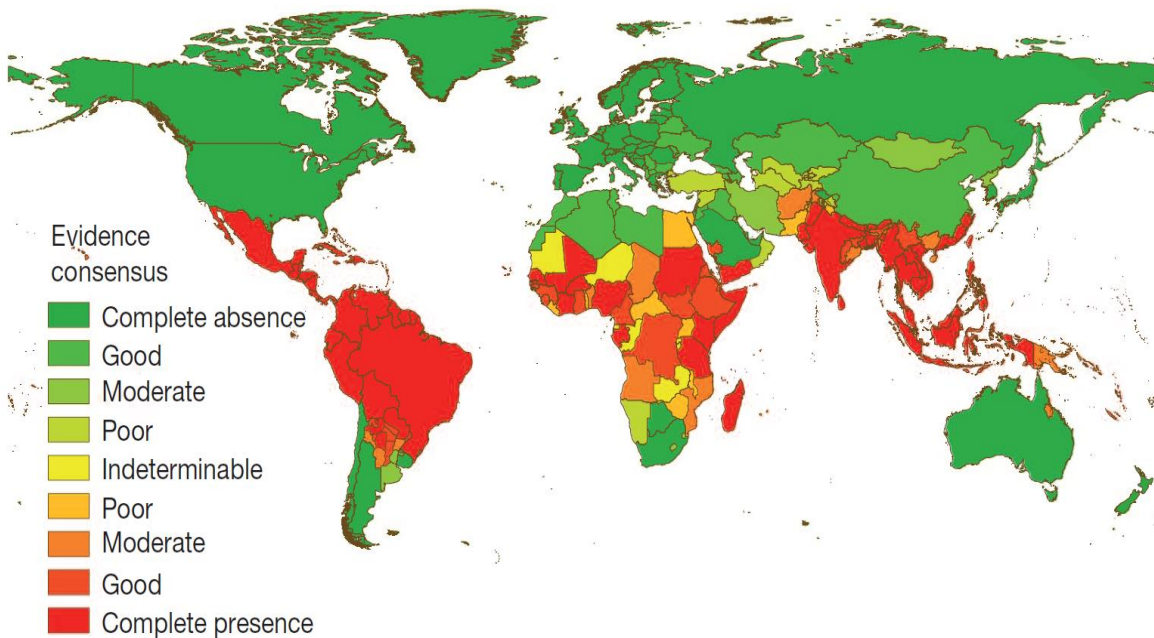 Evidence
consensus
Complete absence
Good
Moderate
Poor
Indeterminable
Poor
Moderate
Good
Complete presence